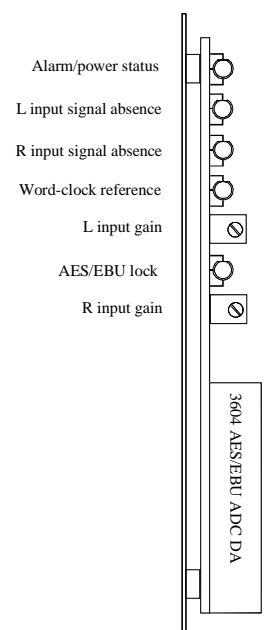 Alarm/power status
L input signal absence
R input signal absence
Word-clock reference
L input gain
AES/EBU lock
R input gain
3604 AES/EBU ADC DA